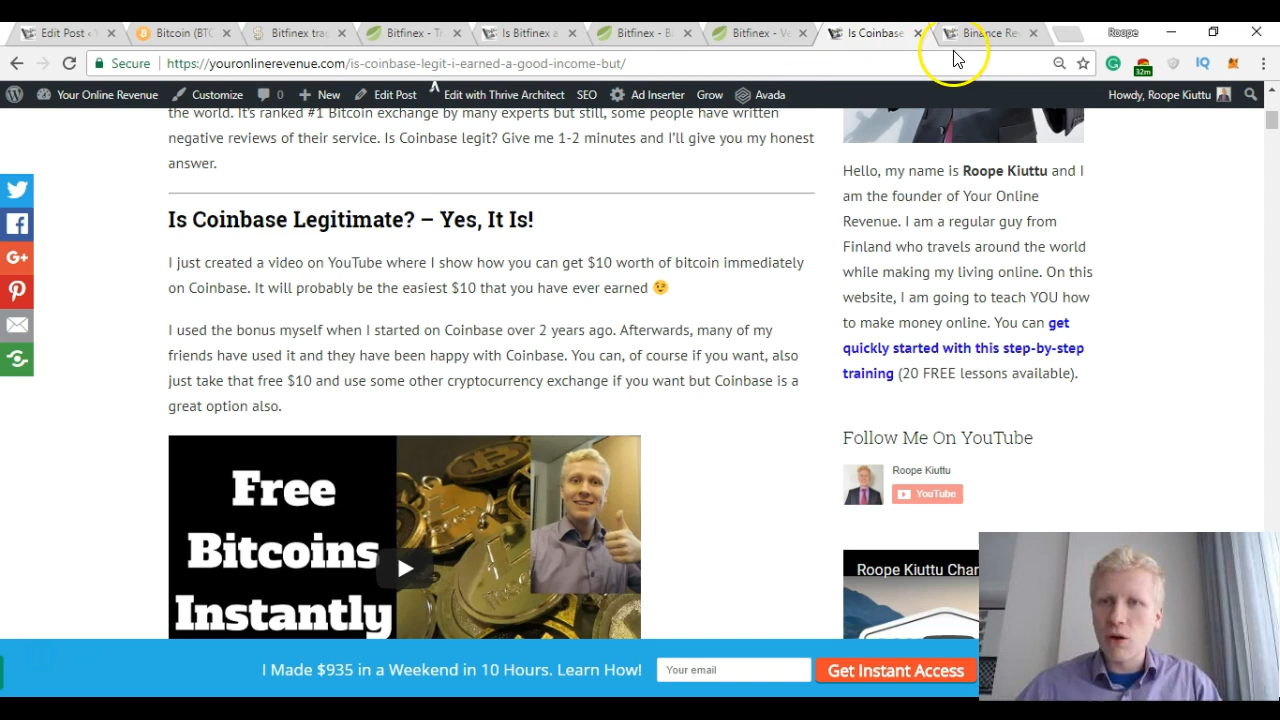 Edit Post ‹
Bitcoin (BTC
Bitfinex trac
Bitfinex - Tr
Is Bitfinex a
Bitfinex - B
Bitfinex - Ve
Is Coinbase
Binance Re
Roope
Secure
https://youronlinerevenue.com/is-coinbase-legit-i-earned-a-good-income-but/
32m
IQ
Your Online Revenue
Customize
0
New
Edit Post
Edit with Thrive Architect
SEO
Ad Inserter
Grow
Avada
Howdy, Roope Kiuttu
the world. It's ranked #1 Bitcoin exchange by many experts but still, some people have written
negative reviews of their service. Is Coinbase legit? Give me 1-2 minutes and I'll give you my honest
answer.
Is Coinbase Legitimate? – Yes, It Is!
I just created a video on YouTube where I show how you can get $10 worth of bitcoin immediately
on Coinbase. It will probably be the easiest $10 that you have ever earned 😉
I used the bonus myself when I started on Coinbase over 2 years ago. Afterwards, many of my
friends have used it and they have been happy with Coinbase. You can, of course if you want, also
just take that free $10 and use some other cryptocurrency exchange if you want but Coinbase is a
great option also.
Free
Bitcoins
Instantly
Hello, my name is Roope Kiuttu and I
am the founder of Your Online
Revenue. I am a regular guy from
Finland who travels around the world
while making my living online. On this
website, I am going to teach YOU how
to make money online. You can get
quickly started with this step-by-step
training (20 FREE lessons available).
Follow Me On YouTube
Roope Kiuttu
YouTube
Roope Kiuttu Chan
I Made $935 in a Weekend in 10 Hours. Learn How!
Your email
Get Instant Access